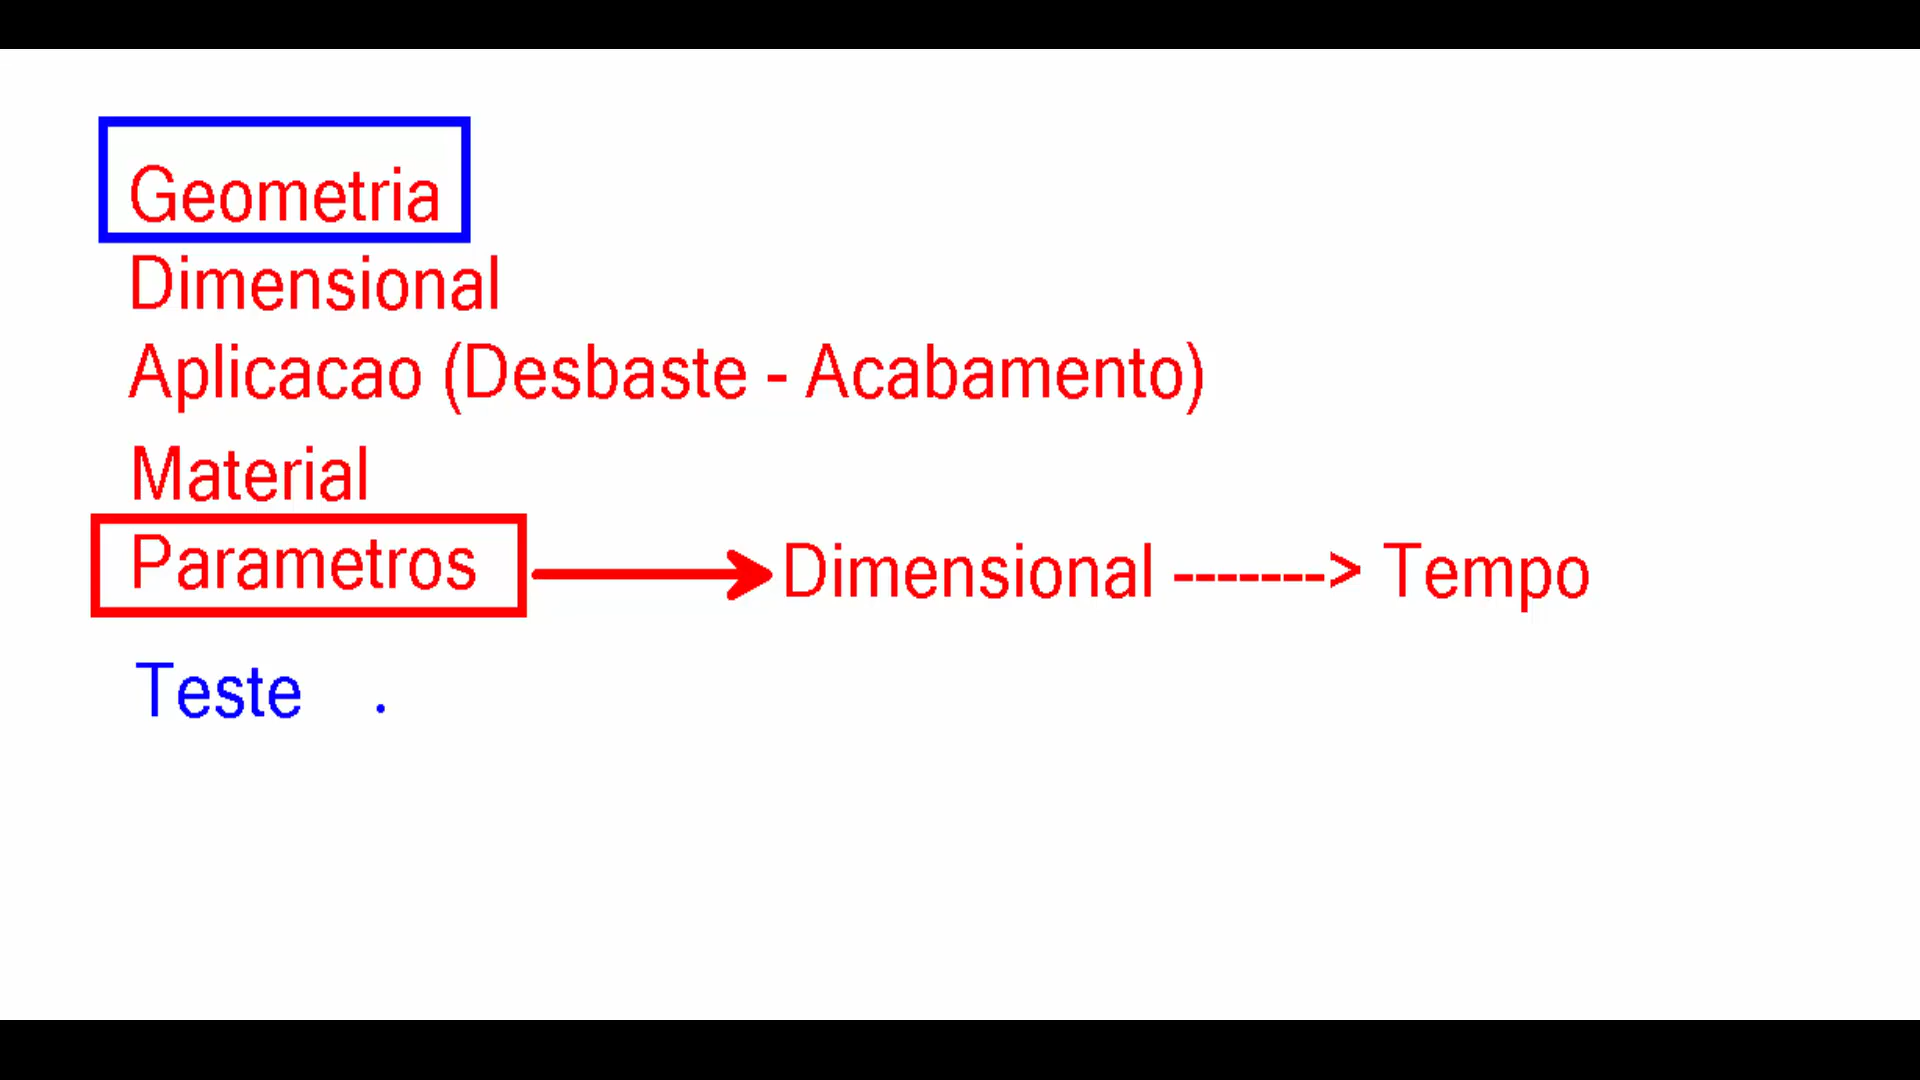 Geometria
Dimensional
Aplicacao (Desbaste - Acabamento)
Material
Parametros Dimensional -------> Tempo
Teste .